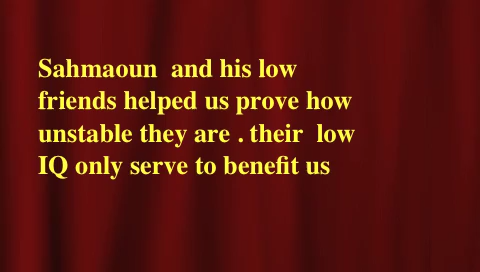 Sahmaoun  and his low
friends helped us prove how
unstable they are . their  low
IQ only serve to benefit us